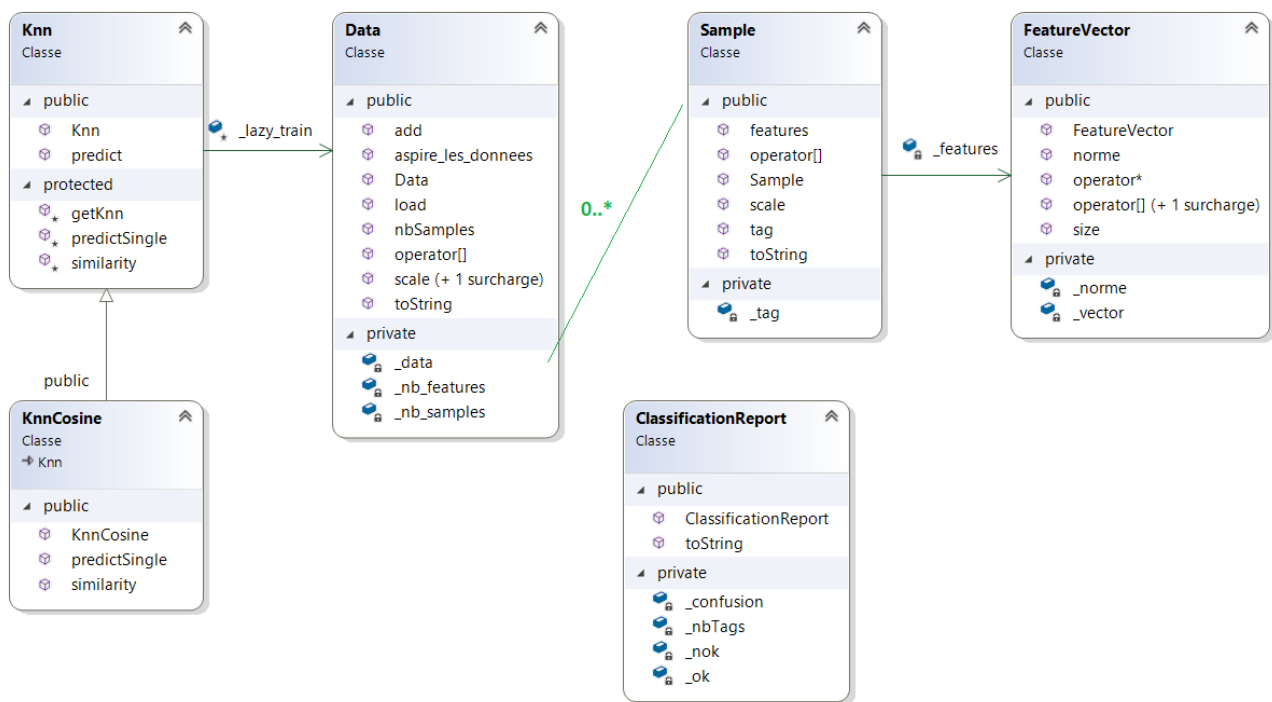 Knn
Classe
public
Knn
predict
protected
getKnn
predictSingle
similarity
_lazy_train
Data
Classe
public
add
aspire_les_donnees
Data
load
nbSamples
operator[]
scale (+ 1 surcharge)
toString
private
_data
_nb_features
_nb_samples
0..*
Sample
Classe
public
features
operator[]
Sample
scale
tag
toString
private
_tag
_features
FeatureVector
Classe
public
FeatureVector
norme
operator*
operator[] (+ 1 surcharge)
size
private
_norme
_vector
public
KnnCosine
Classe
Knn
public
KnnCosine
predictSingle
similarity
ClassificationReport
Classe
public
ClassificationReport
toString
private
_confusion
_nbTags
_nok
_ok